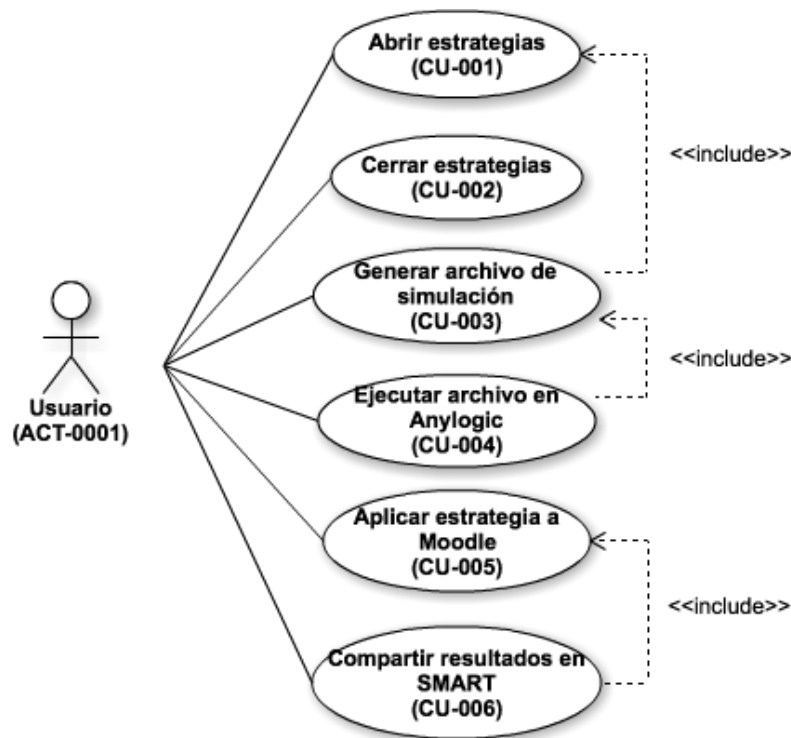 Abrir estrategias
(CU-001)
<<include>>
Cerrar estrategias
(CU-002)
Generar archivo de
simulación
(CU-003)
<<include>>
Usuario
(ACT-0001)
Ejecutar archivo en
Anylogic
(CU-004)
Aplicar estrategia a
Moodle
(CU-005)
<<include>>
Compartir resultados en
SMART
(CU-006)